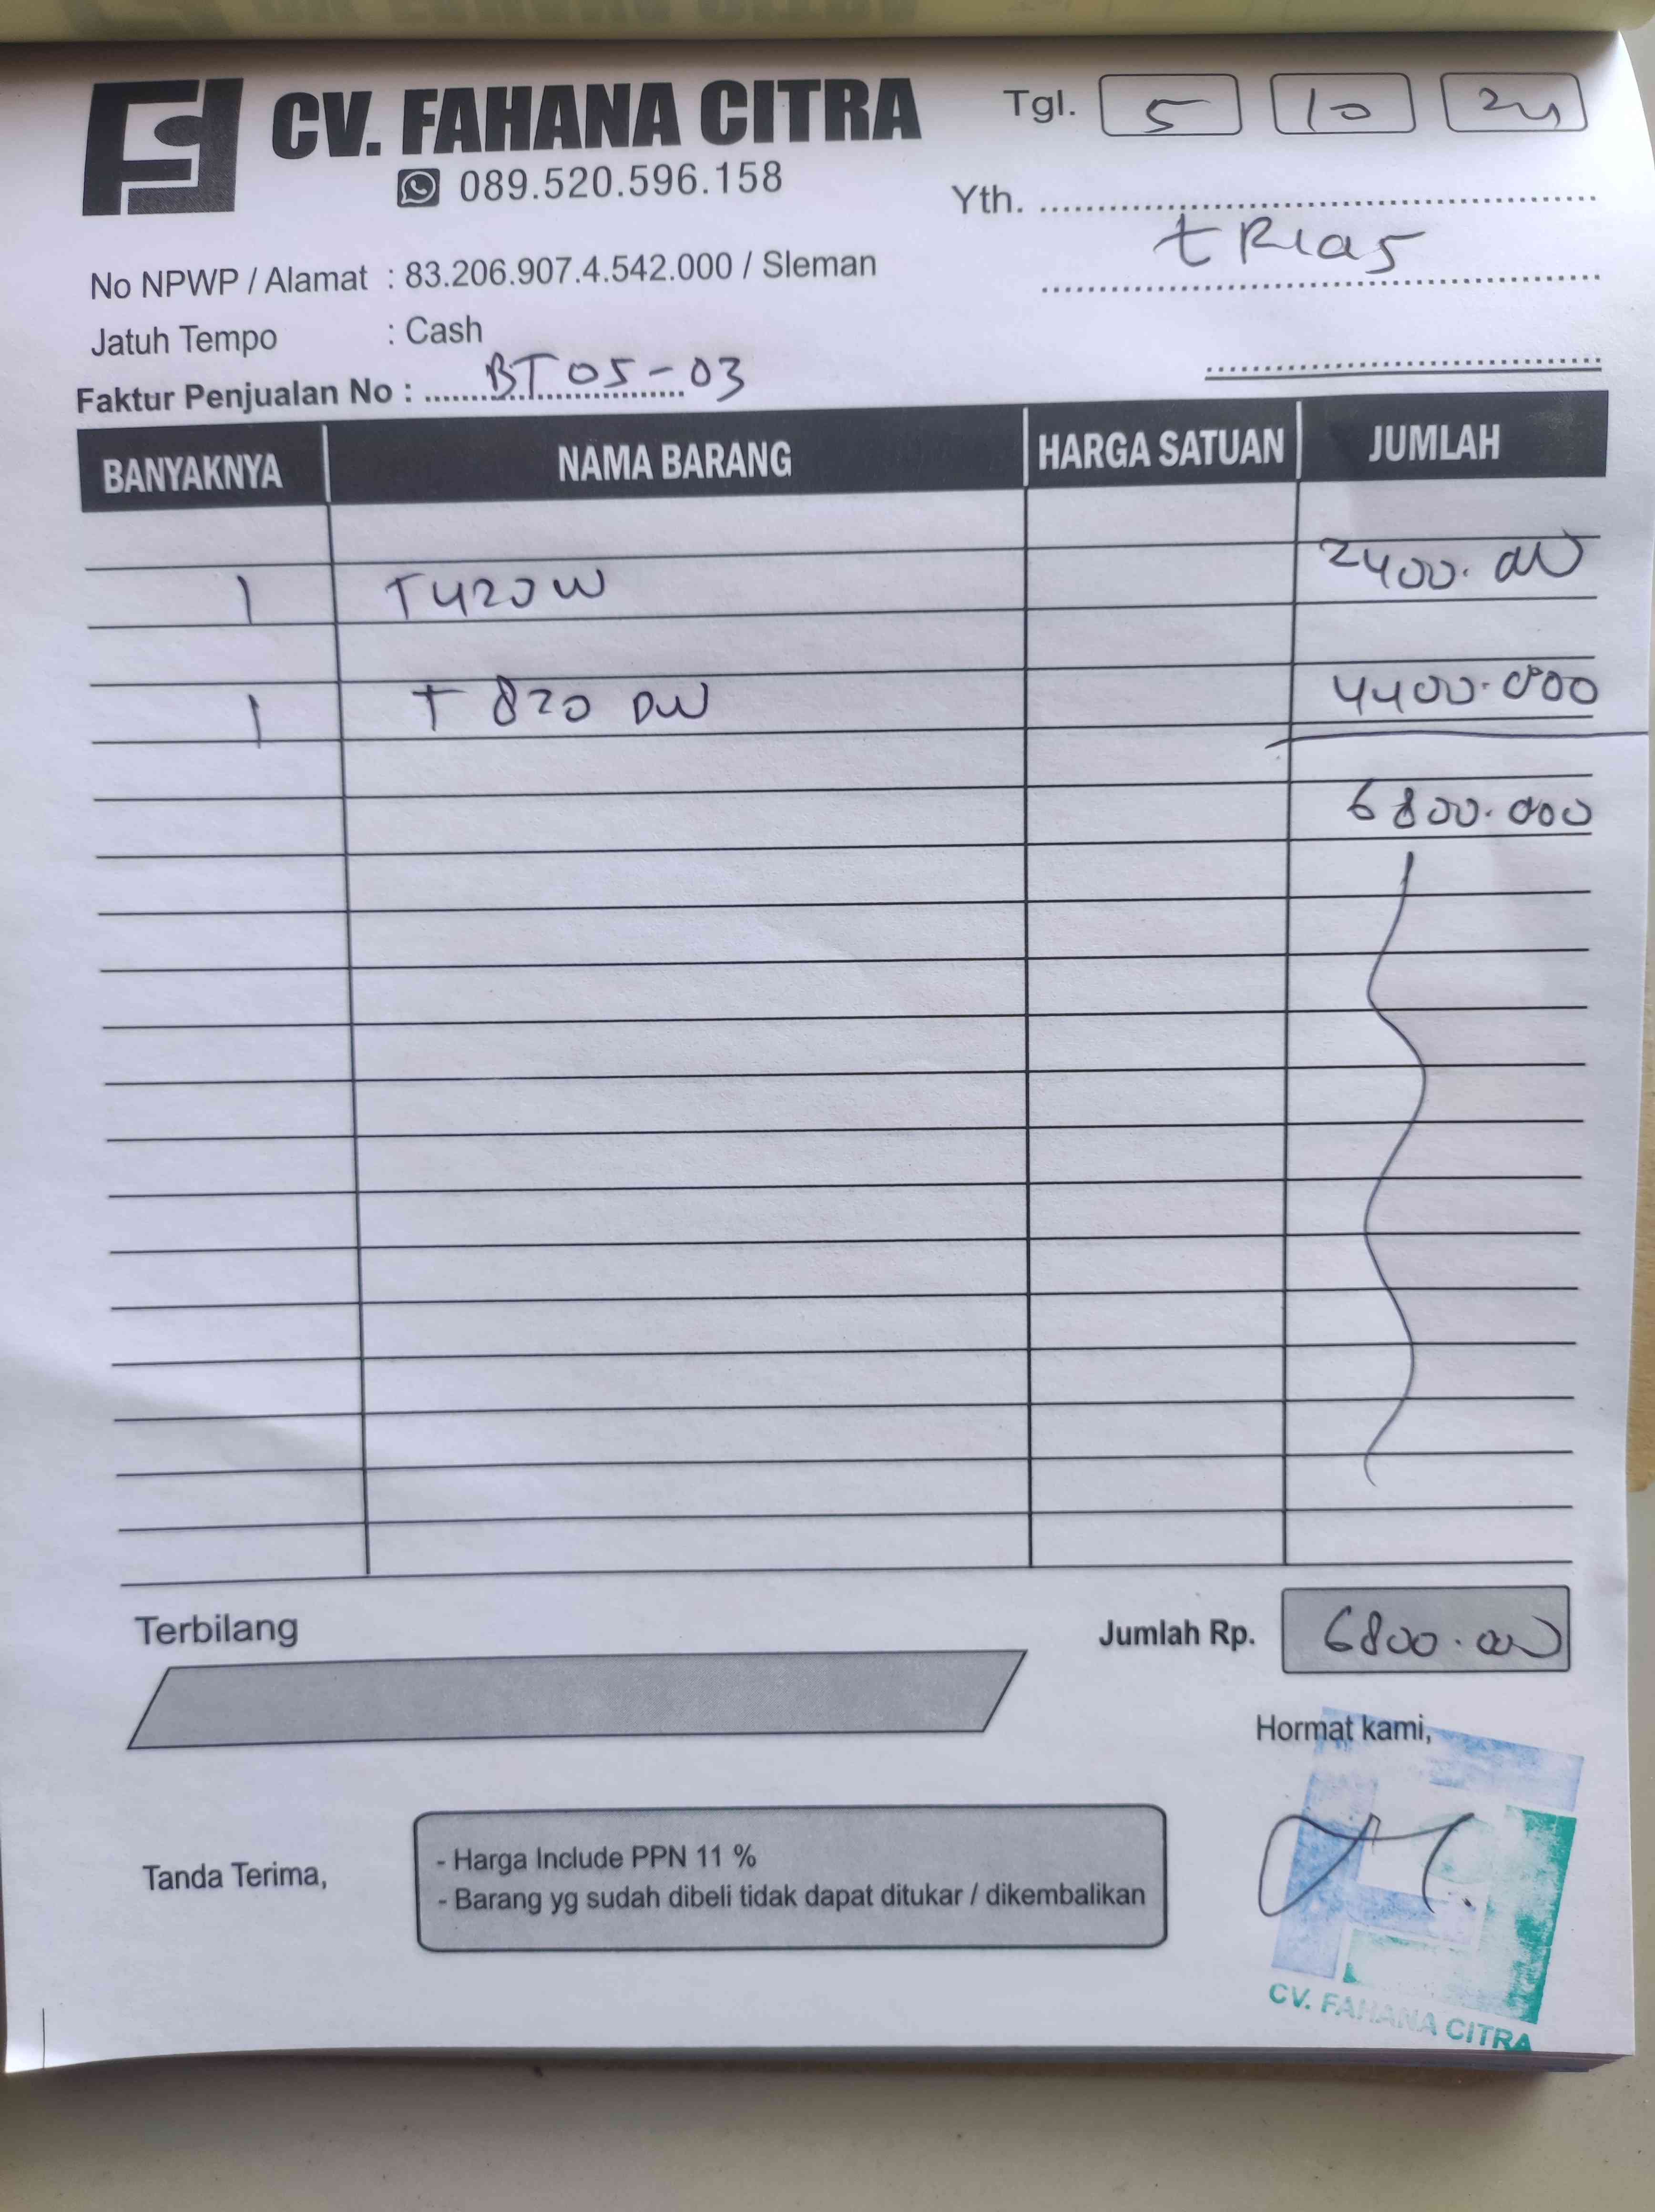 CV. FAHANA CITRA
089.520.596.158
Tgl. 5 10 24
Yth.
tRias
No NPWP / Alamat : 83.206.907.4.542.000 / Sleman
Jatuh Tempo : Cash
Faktur Penjualan No : BT05-03
BANYAKNYA NAMA BARANG HARGA SATUAN JUMLAH
1 T420W 2400.000
1 T820 DW 4400.000
6800.000
Terbilang
Jumlah Rp. 6800.000
Hormat kami,
Tanda Terima,
- Harga Include PPN 11 %
- Barang yg sudah dibeli tidak dapat ditukar / dikembalikan
CV. FAHANA CITRA